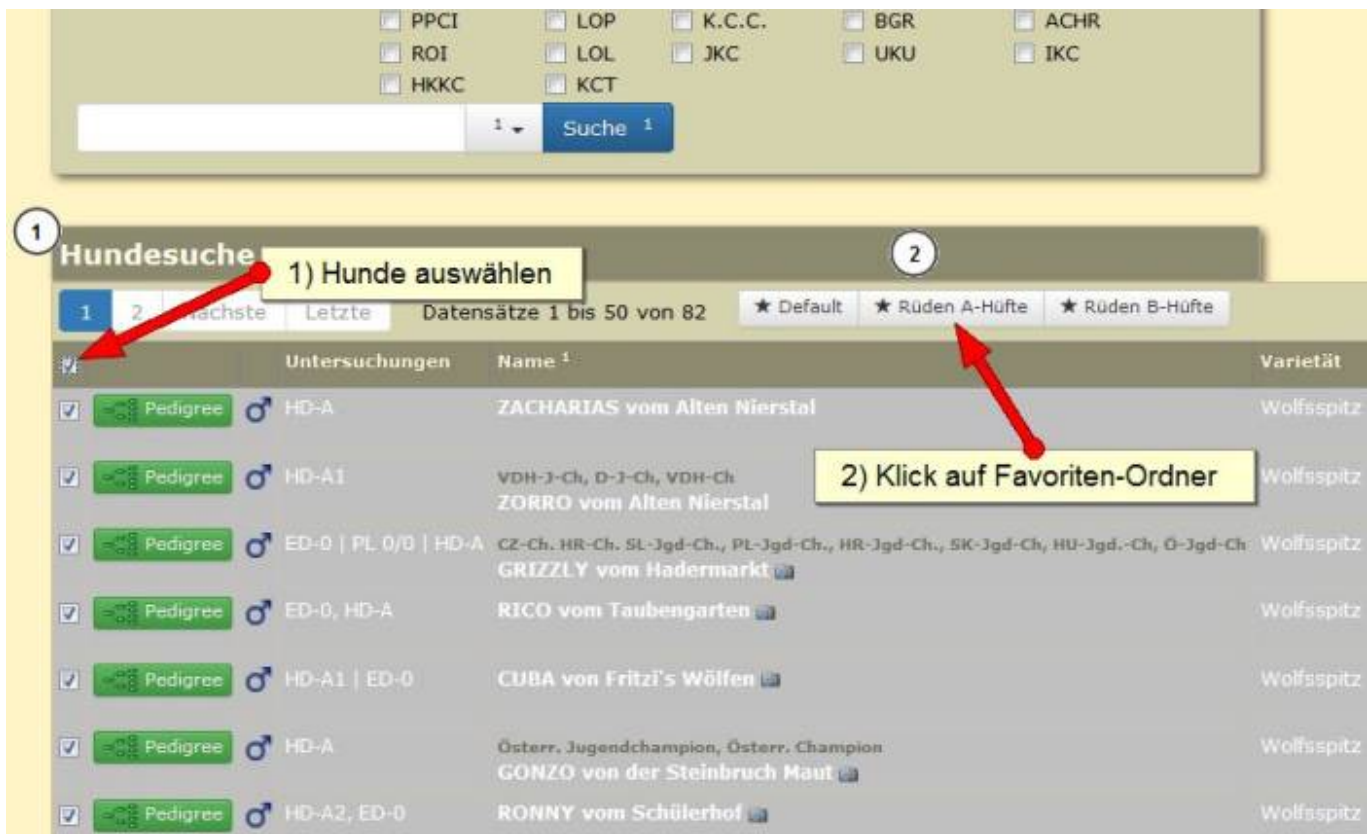 PPCI LOP K.C.C. BGR ACHR
ROI LOL JKC UKU IKC
HKKC KCT
1 Suche 1
1
Hundesuche
2
1) Hunde auswählen
1 2 Nächste Letzte Datensätze 1 bis 50 von 82 ★ Default ★ Rüden A-Hüfte ★ Rüden B-Hüfte
Untersuchungen Name 1 Varietät
Pedigree HD-A ZACHARIAS vom Alten Nierstal Wolfsspitz
2) Klick auf Favoriten-Ordner
Pedigree HD-A1 VDH-J-Ch, D-J-Ch, VDH-Ch Wolfsspitz
ZORRO vom Alten Nierstal
Pedigree ED-0 | PL 0/0 | HD-A CZ-Ch. HR-Ch. SL-Jgd-Ch., PL-Jgd-Ch., HR-Jgd-Ch., SK-Jgd-Ch, HU-Jgd.-Ch, Ö-Jgd-Ch Wolfsspitz
GRIZZLY vom Hadermarkt
Pedigree ED-0, HD-A RICO vom Taubengarten Wolfsspitz
Pedigree HD-A1 | ED-0 CUBA von Fritzi's Wölfen Wolfsspitz
Pedigree HD-A Österr. Jugendchampion, Österr. Champion Wolfsspitz
GONZO von der Steinbruch Maut
Pedigree HD-A2, ED-0 RONNY vom Schülerhof Wolfsspitz